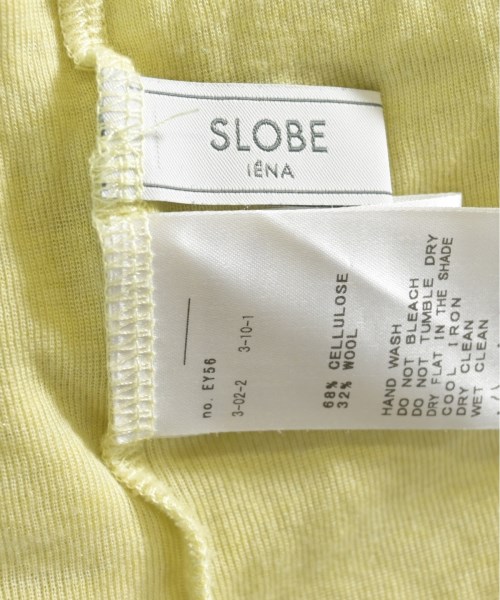 SLOBE
IÉNA
no. EY56
3-02-2 3-10-1
68% CELLULOSE
32% WOOL
HAND WASH
DO NOT BLEACH
DO NOT TUMBLE DRY
DRY FLAT IN THE SHADE
COOL IRON
DRY CLEAN
WET CLEAN